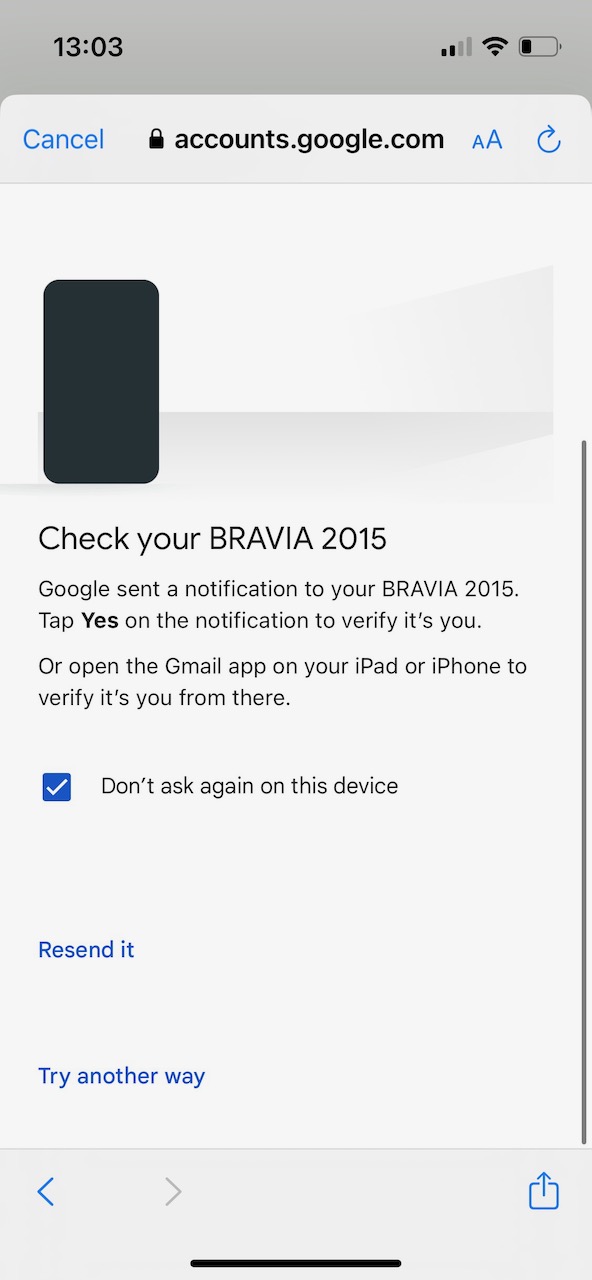 13:03
Cancel accounts.google.com AA
Check your BRAVIA 2015
Google sent a notification to your BRAVIA 2015.
Tap Yes on the notification to verify it’s you.
Or open the Gmail app on your iPad or iPhone to
verify it’s you from there.
Don’t ask again on this device
Resend it
Try another way